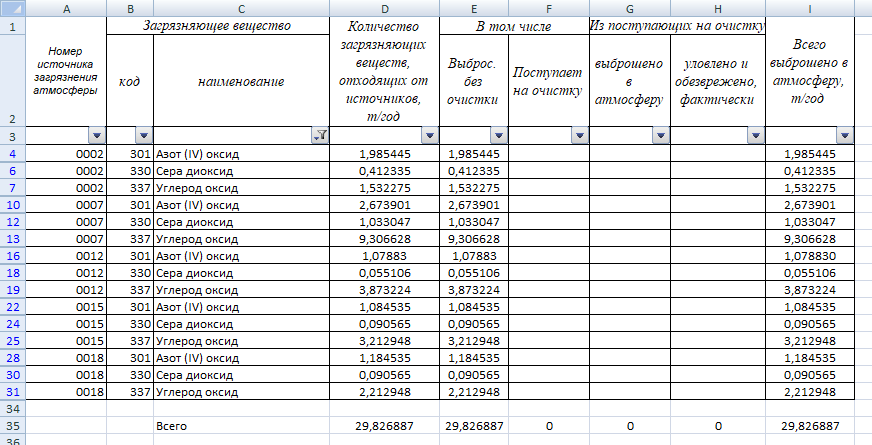 A B C D E F G H I
1 Загрязняющее вещество В том числе Из поступающих на очистку
Номер источника загрязнения атмосферы код наименование Количество загрязняющих веществ, отходящих от источников, т/год Выброс. без очистки Поступает на очистку выброшено в атмосферу уловлено и обезврежено, фактически Всего выброшено в атмосферу, т/год
2
3
4 0002 301 Азот (IV) оксид 1,985445 1,985445 1,985445
6 0002 330 Сера диоксид 0,412335 0,412335 0,412335
7 0002 337 Углерод оксид 1,532275 1,532275 1,532275
10 0007 301 Азот (IV) оксид 2,673901 2,673901 2,673901
12 0007 330 Сера диоксид 1,033047 1,033047 1,033047
13 0007 337 Углерод оксид 9,306628 9,306628 9,306628
16 0012 301 Азот (IV) оксид 1,07883 1,07883 1,078830
18 0012 330 Сера диоксид 0,055106 0,055106 0,055106
19 0012 337 Углерод оксид 3,873224 3,873224 3,873224
22 0015 301 Азот (IV) оксид 1,084535 1,084535 1,084535
24 0015 330 Сера диоксид 0,090565 0,090565 0,090565
25 0015 337 Углерод оксид 3,212948 3,212948 3,212948
28 0018 301 Азот (IV) оксид 1,184535 1,184535 1,184535
30 0018 330 Сера диоксид 0,090565 0,090565 0,090565
31 0018 337 Углерод оксид 2,212948 2,212948 2,212948
34
35 Всего 29,826887 29,826887 0 0 0 29,826887
36